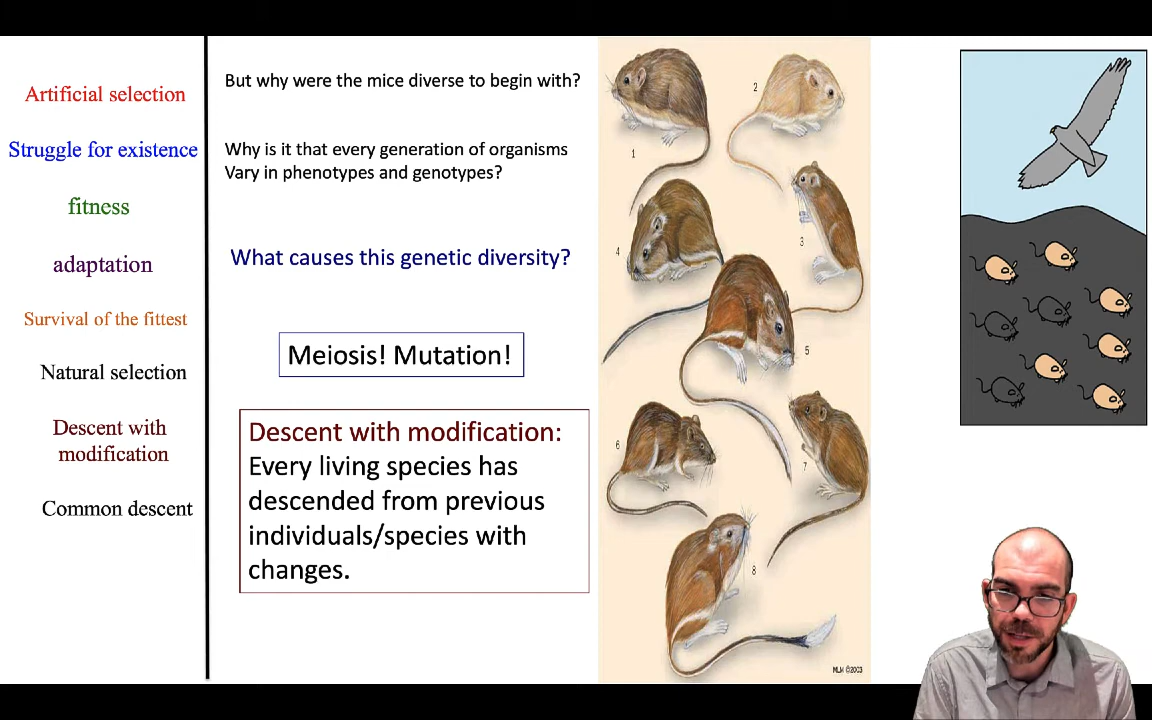 Artificial selection
Struggle for existence
fitness
adaptation
Survival of the fittest
Natural selection
Descent with
modification
Common descent
But why were the mice diverse to begin with?
Why is it that every generation of organisms
Vary in phenotypes and genotypes?
What causes this genetic diversity?
Meiosis! Mutation!
Descent with modification:
Every living species has
descended from previous
individuals/species with
changes.
1
2
3
4
5
6
7
8
MLM ©2003